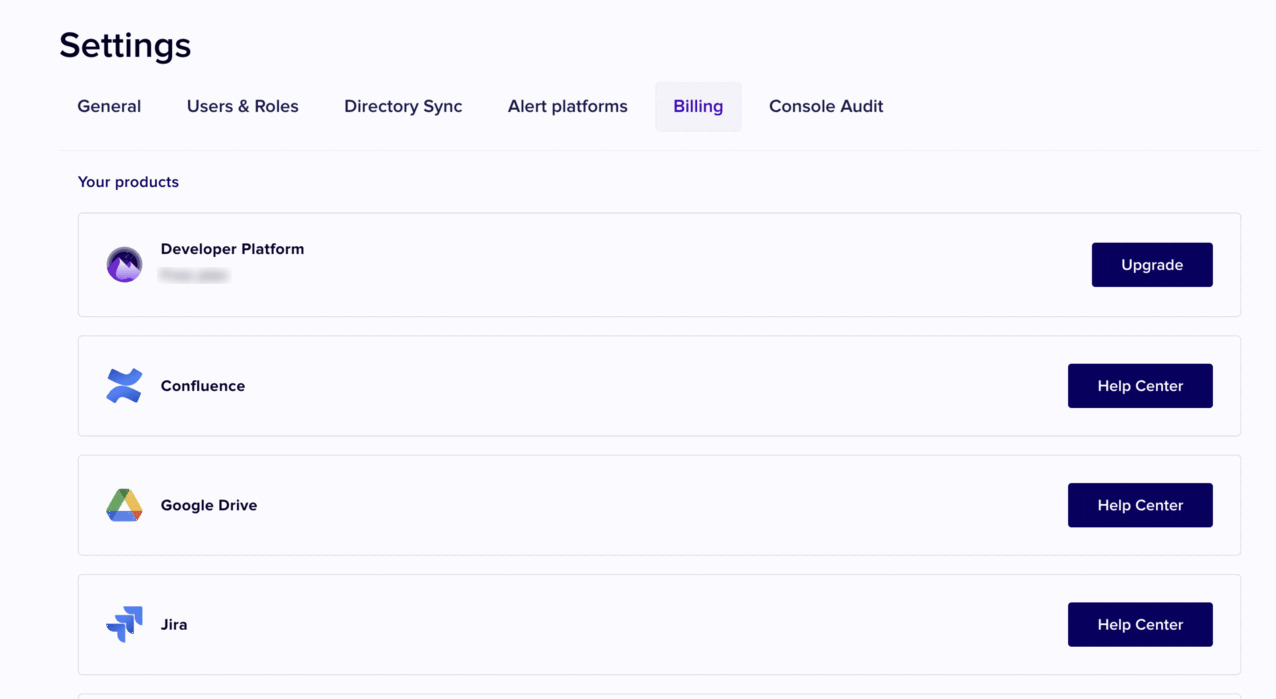 Settings
General Users & Roles Directory Sync Alert platforms Billing Console Audit
Your products
Developer Platform
Upgrade
Confluence
Help Center
Google Drive
Help Center
Jira
Help Center